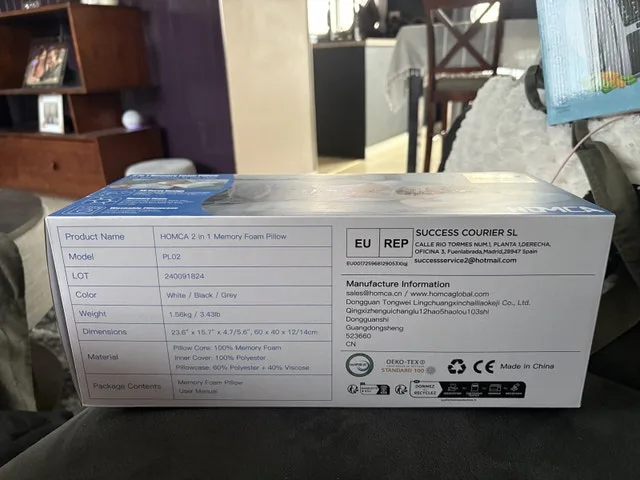 HOMCA
Product Name HOMCA 2 in 1 Memory Foam Pillow
Model PL02
LOT 240091824
Color White / Black / Grey
Weight 1.56kg / 3.43lb
Dimensions 23.6" x 15.7" x 4.7/5.6", 60 x 40 x 12/14cm
Material Pillow Core: 100% Memory Foam
Inner Cover: 100% Polyester
Pillowcase: 60% Polyester + 40% Viscose
Package Contents Memory Foam Pillow
User Manual
EU REP
SUCCESS COURIER SL
CALLE RIO TORMES NUM.1, PLANTA 1,DERECHA,
OFICINA 3, Fuenlabrada,Madrid,28947 Spain
successservice2@hotmail.com
Manufacture Information
sales@homca.cn / www.homcaglobal.com
Dongguan Tongwei Lingchuangxinchailiaokeji Co., Ltd.
Qingxizhenguichanglu12hao5haolou103shi
Dongguanshi
Guangdongsheng
523660
CN
OEKO-TEX®
STANDARD 100
CE Made in China
DONNEZ
RECYCLEZ